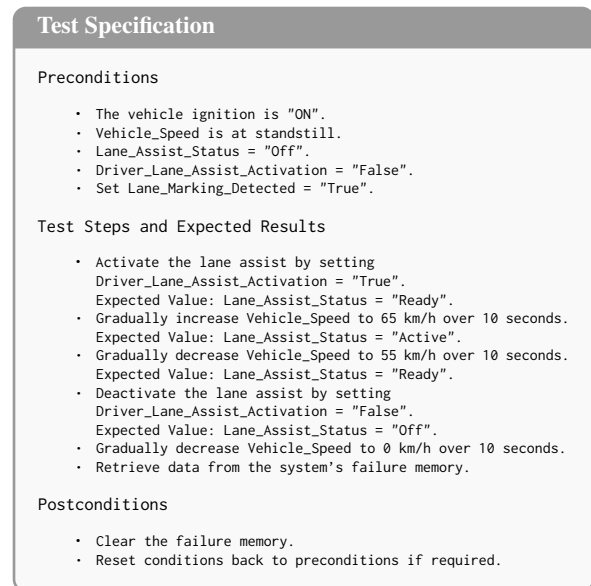 Test Specification
Preconditions
· The vehicle ignition is "ON".
· Vehicle_Speed is at standstill.
· Lane_Assist_Status = "Off".
· Driver_Lane_Assist_Activation = "False".
· Set Lane_Marking_Detected = "True".
Test Steps and Expected Results
· Activate the lane assist by setting
Driver_Lane_Assist_Activation = "True".
Expected Value: Lane_Assist_Status = "Ready".
· Gradually increase Vehicle_Speed to 65 km/h over 10 seconds.
Expected Value: Lane_Assist_Status = "Active".
· Gradually decrease Vehicle_Speed to 55 km/h over 10 seconds.
Expected Value: Lane_Assist_Status = "Ready".
· Deactivate the lane assist by setting
Driver_Lane_Assist_Activation = "False".
Expected Value: Lane_Assist_Status = "Off".
· Gradually decrease Vehicle_Speed to 0 km/h over 10 seconds.
· Retrieve data from the system's failure memory.
Postconditions
· Clear the failure memory.
· Reset conditions back to preconditions if required.